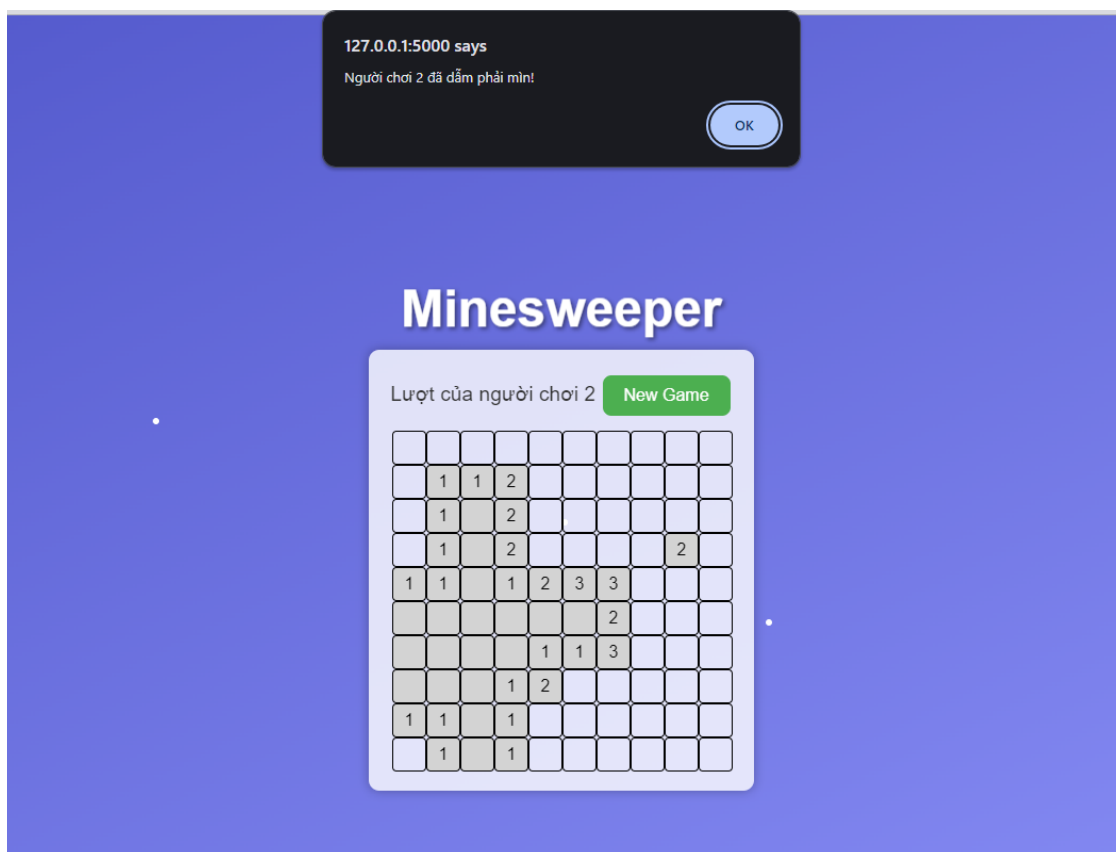 127.0.0.1:5000 says
Người chơi 2 đã dẫm phải mìn!
OK
Minesweeper
Lượt của người chơi 2 New Game
1 1 2
1 2
1 2 2
1 1 1 2 3 3
2
1 1 3
1 2
1 1 1
1 1